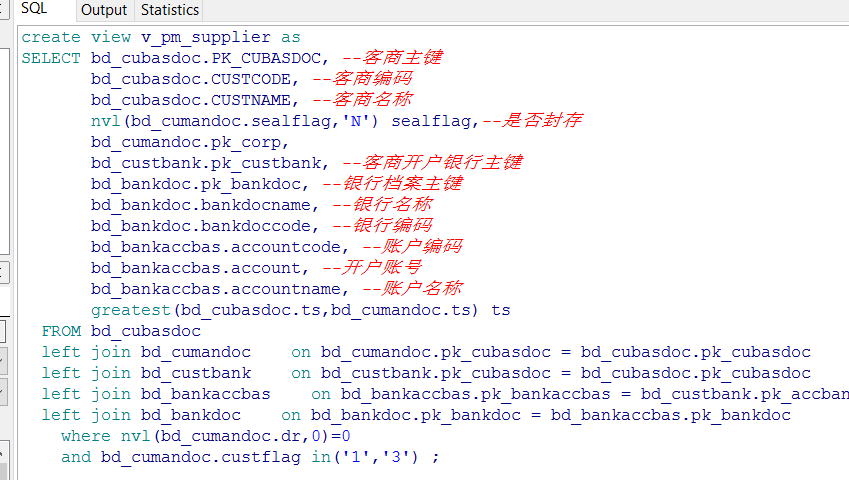 SQL Output Statistics
create view v_pm_supplier as
SELECT bd_cubasdoc.PK_CUBASDOC, --客商主键
bd_cubasdoc.CUSTCODE, --客商编码
bd_cubasdoc.CUSTNAME, --客商名称
nvl(bd_cumandoc.sealflag,'N') sealflag,--是否封存
bd_cumandoc.pk_corp,
bd_custbank.pk_custbank, --客商开户银行主键
bd_bankdoc.pk_bankdoc, --银行档案主键
bd_bankdoc.bankdocname, --银行名称
bd_bankdoc.bankdoccode, --银行编码
bd_bankaccbas.accountcode, --账户编码
bd_bankaccbas.account, --开户账号
bd_bankaccbas.accountname, --账户名称
greatest(bd_cubasdoc.ts,bd_cumandoc.ts) ts
FROM bd_cubasdoc
left join bd_cumandoc on bd_cumandoc.pk_cubasdoc = bd_cubasdoc.pk_cubasdoc
left join bd_custbank on bd_custbank.pk_cubasdoc = bd_cubasdoc.pk_cubasdoc
left join bd_bankaccbas on bd_bankaccbas.pk_bankaccbas = bd_custbank.pk_accban
left join bd_bankdoc on bd_bankdoc.pk_bankdoc = bd_bankaccbas.pk_bankdoc
where nvl(bd_cumandoc.dr,0)=0
and bd_cumandoc.custflag in('1','3') ;